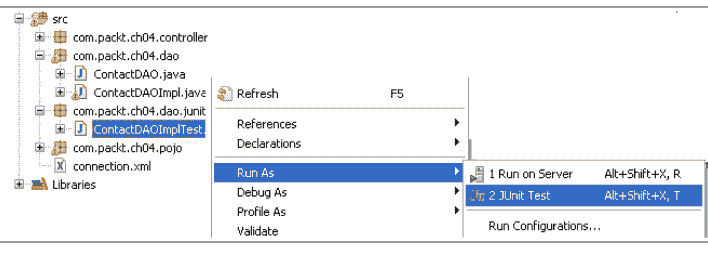 src
com.packt.ch04.controller
com.packt.ch04.dao
ContactDAO.java
ContactDAOImpl.java
com.packt.ch04.dao.junit
ContactDAOImplTest.
com.packt.ch04.pojo
connection.xml
Libraries
Refresh F5
References
Declarations
Run As
Debug As
Profile As
Validate
1 Run on Server Alt+Shift+X, R
2 JUnit Test Alt+Shift+X, T
Run Configurations...